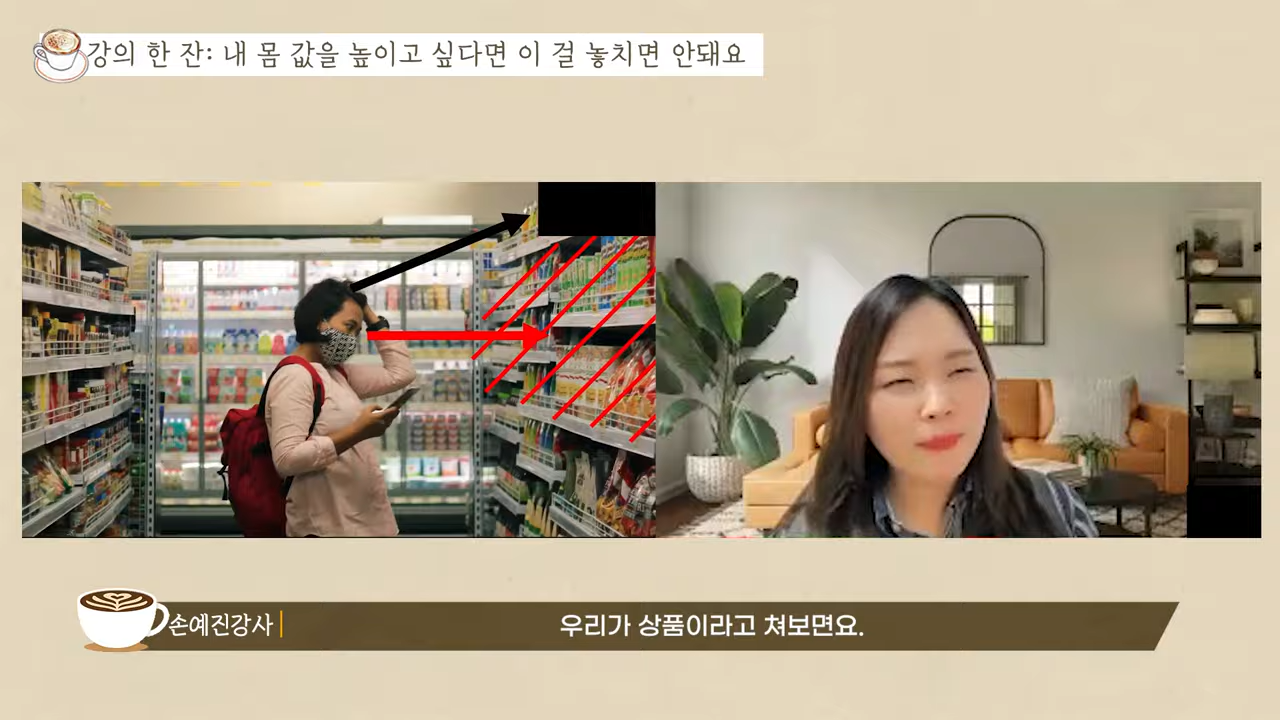 강의 한 잔: 내 몸 값을 높이고 싶다면 이 걸 놓치면 안돼요
손예진강사
우리가 상품이라고 쳐보면요.